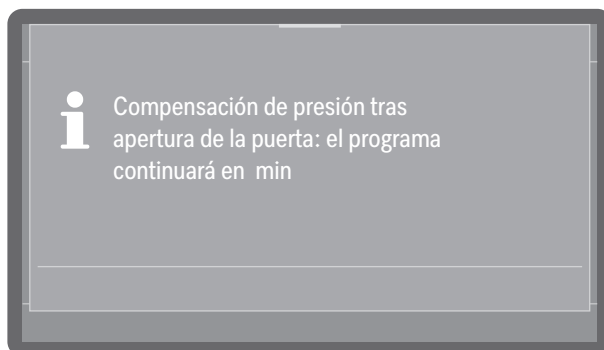 Compensación de presión tras
apertura de la puerta: el programa
continuará en  min